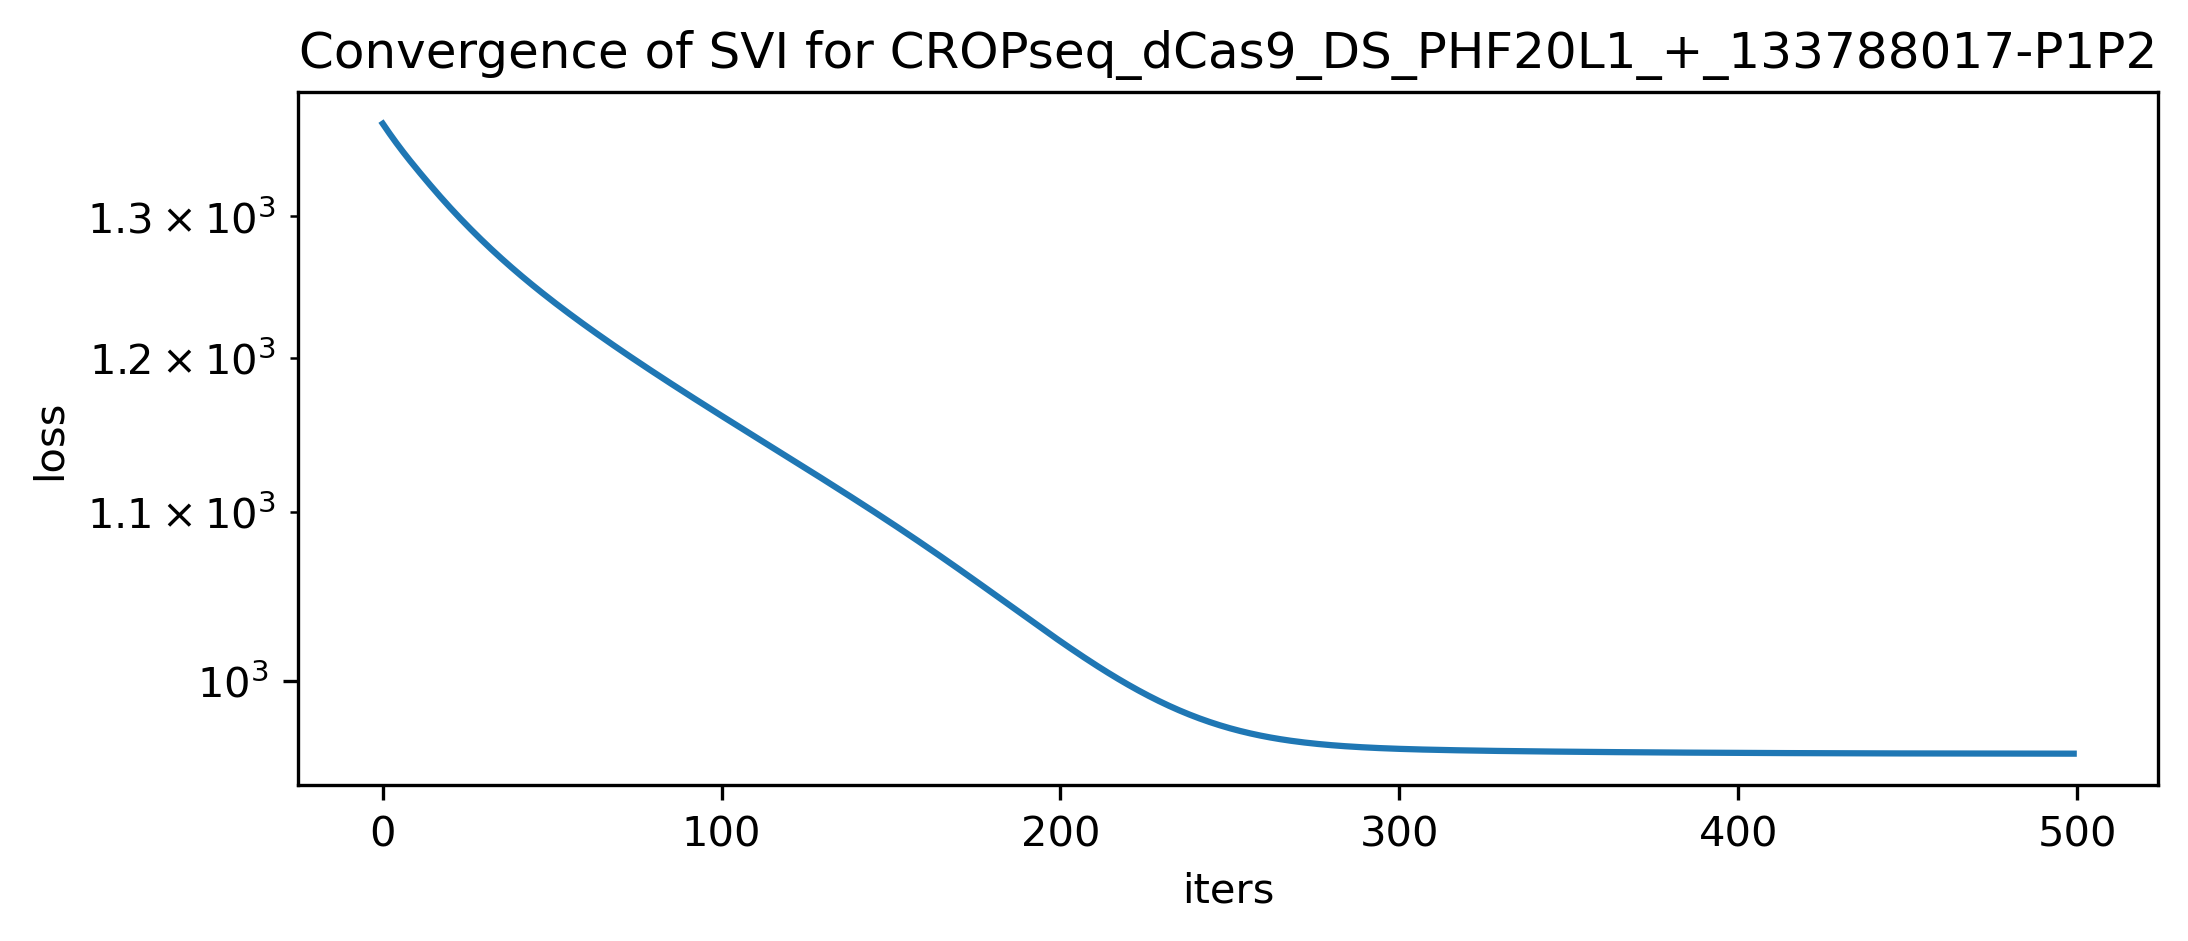 Convergence of SVI for CROPseq_dCas9_DS_PHF20L1_+_133788017-P1P2
1.3 × 10³
1.2 × 10³
1.1 × 10³
10³
loss
0 100 200 300 400 500
iters